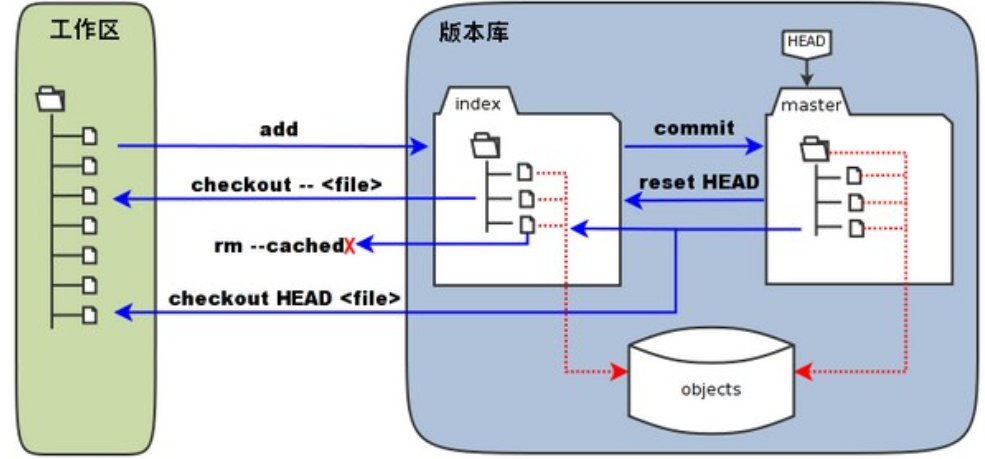 工作区
版本库
HEAD
index
master
add
commit
checkout -- <file>
reset HEAD
rm --cachedX
checkout HEAD <file>
objects